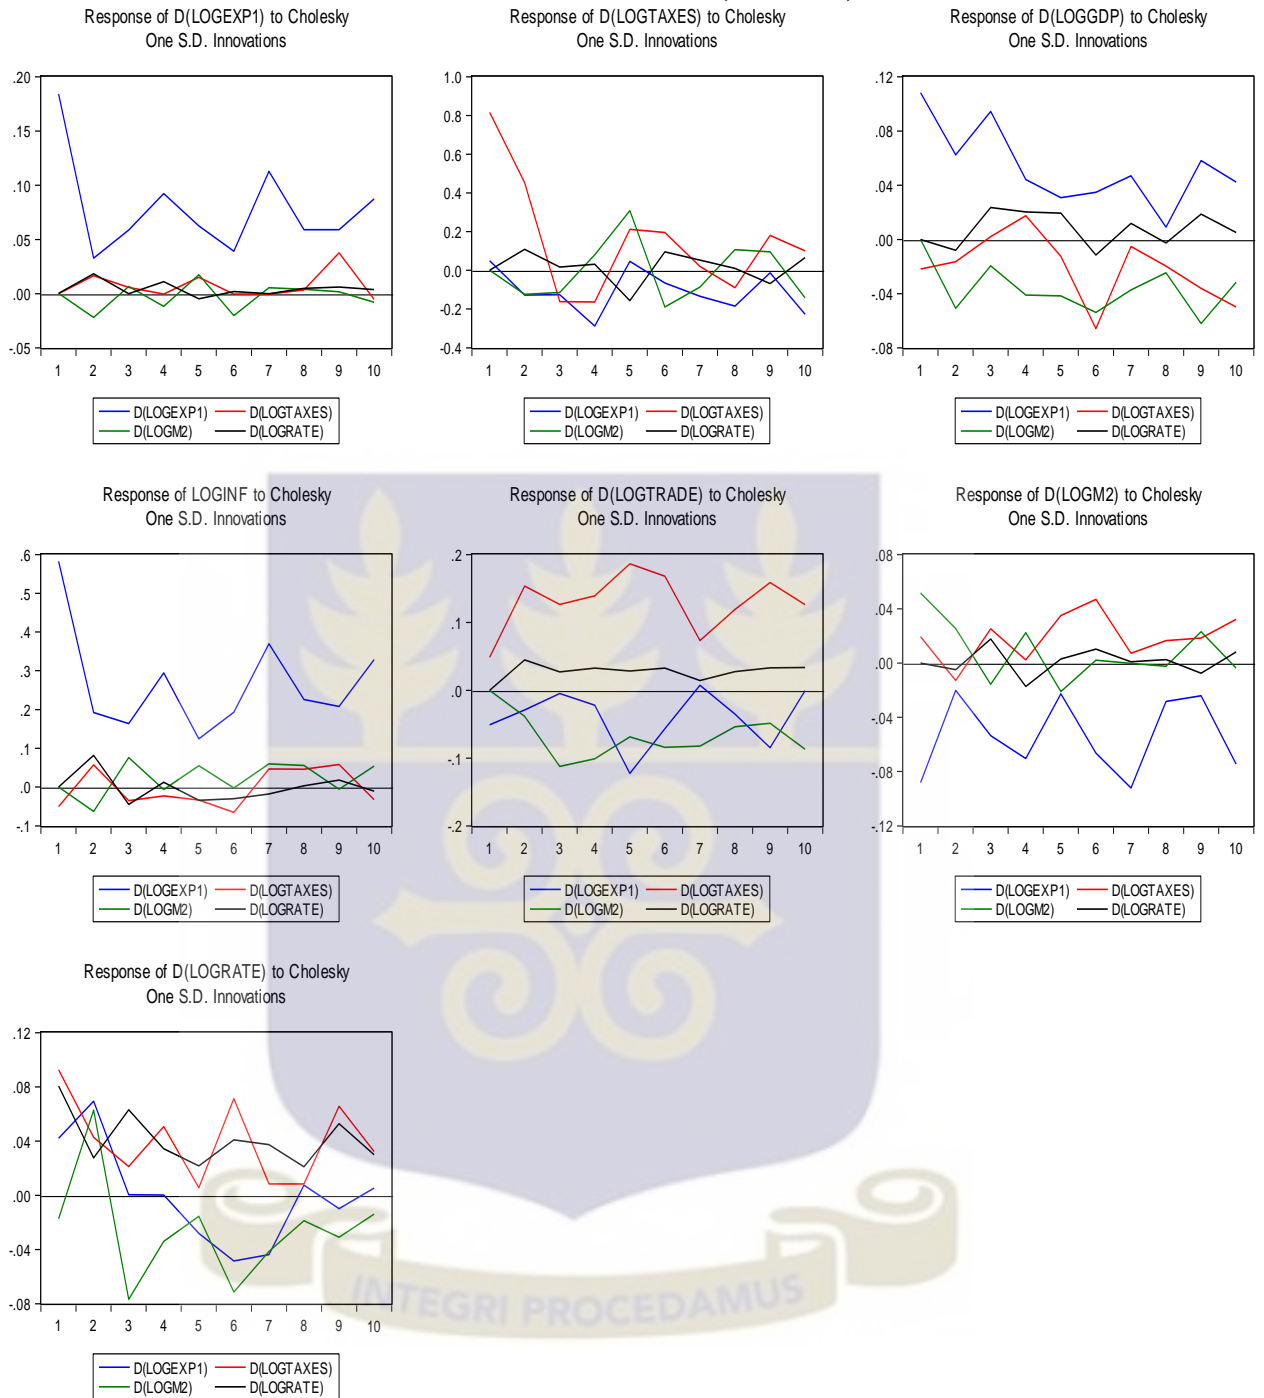 Response of D(LOGEXP1) to Cholesky
One S.D. Innovations
.20
.15
.10
.05
.00
-.05
1 2 3 4 5 6 7 8 9 10
D(LOGEXP1) D(LOGTAXES)
D(LOGM2) D(LOGRATE)
Response of D(LOGTAXES) to Cholesky
One S.D. Innovations
1.0
0.8
0.6
0.4
0.2
0.0
-0.2
-0.4
1 2 3 4 5 6 7 8 9 10
D(LOGEXP1) D(LOGTAXES)
D(LOGM2) D(LOGRATE)
Response of D(LOGGDP) to Cholesky
One S.D. Innovations
.12
.08
.04
.00
-.04
-.08
1 2 3 4 5 6 7 8 9 10
D(LOGEXP1) D(LOGTAXES)
D(LOGM2) D(LOGRATE)
Response of LOGINF to Cholesky
One S.D. Innovations
.6
.5
.4
.3
.2
.1
.0
-.1
1 2 3 4 5 6 7 8 9 10
D(LOGEXP1) D(LOGTAXES)
D(LOGM2) D(LOGRATE)
Response of D(LOGTRADE) to Cholesky
One S.D. Innovations
.2
.1
.0
-.1
-.2
1 2 3 4 5 6 7 8 9 10
D(LOGEXP1) D(LOGTAXES)
D(LOGM2) D(LOGRATE)
Response of D(LOGM2) to Cholesky
One S.D. Innovations
.08
.04
.00
-.04
-.08
-.12
1 2 3 4 5 6 7 8 9 10
D(LOGEXP1) D(LOGTAXES)
D(LOGM2) D(LOGRATE)
Response of D(LOGRATE) to Cholesky
One S.D. Innovations
.12
.08
.04
.00
-.04
-.08
1 2 3 4 5 6 7 8 9 10
D(LOGEXP1) D(LOGTAXES)
D(LOGM2) D(LOGRATE)
INTEGRI PROCEDAMUS